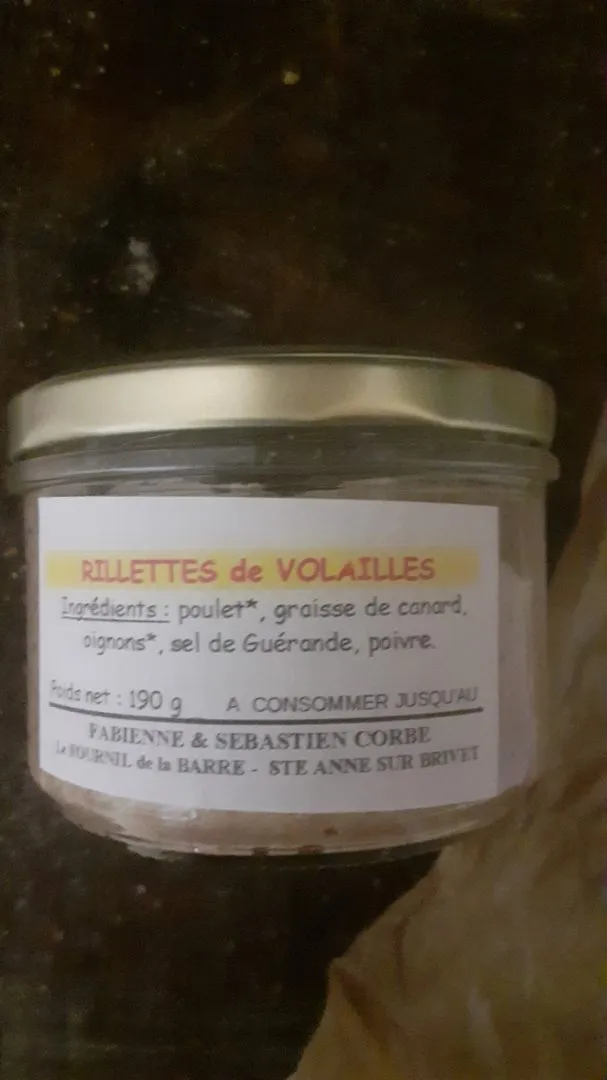 RILLETTES de VOLAILLES
Ingrédients : poulet*, graisse de canard,
oignons*, sel de Guérande, poivre.
Poids net : 190 g A CONSOMMER JUSQU'AU
FABIENNE & SEBASTIEN CORBE
Le FOURNIL de la BARRE - STE ANNE SUR BRIVET